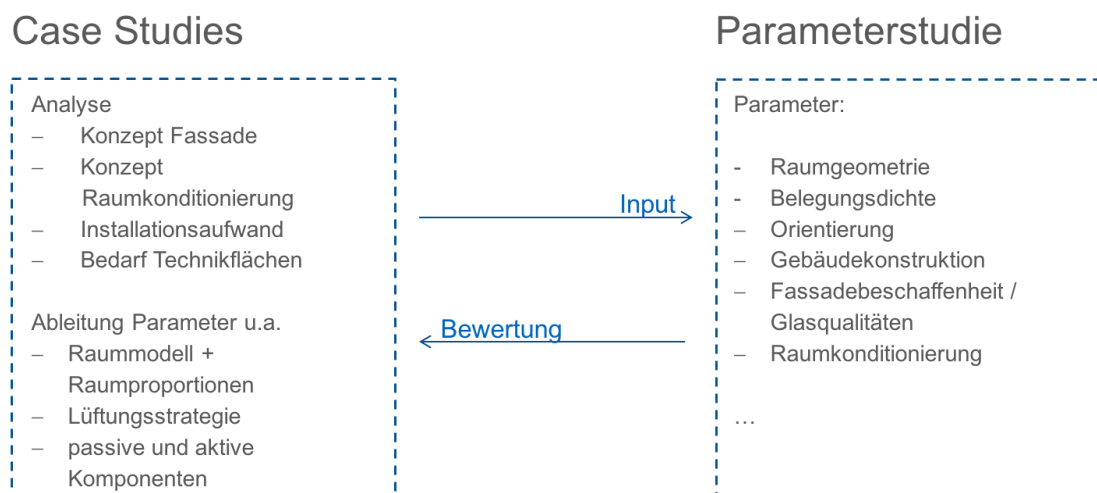 Case Studies
Analyse
– Konzept Fassade
– Konzept
Raumkonditionierung
– Installationsaufwand
– Bedarf Technikflächen
Ableitung Parameter u.a.
– Raummodell +
Raumproportionen
– Lüftungsstrategie
– passive und aktive
Komponenten
Input
Bewertung
Parameterstudie
Parameter:
- Raumgeometrie
- Belegungsdichte
– Orientierung
– Gebäudekonstruktion
– Fassadebeschaffenheit /
Glasqualitäten
– Raumkonditionierung
…